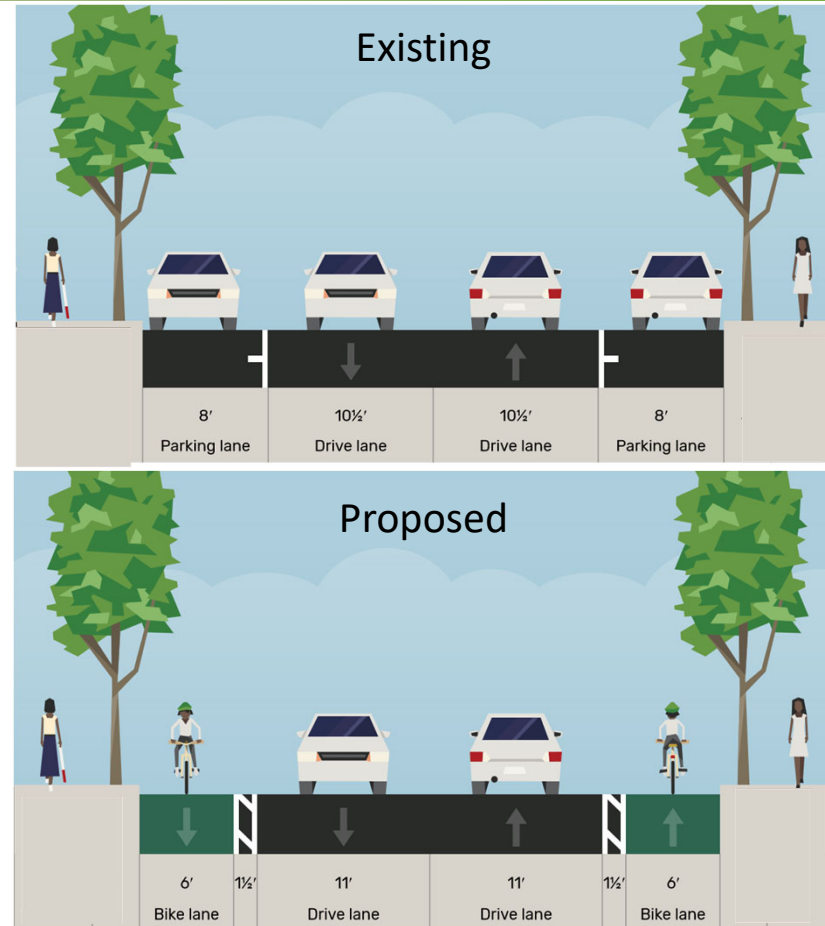 Existing
8′ 10½′ 10½′ 8′
Parking lane Drive lane Drive lane Parking lane
Proposed
6′ 1½′ 11′ 11′ 1½′ 6′
Bike lane Drive lane Drive lane Bike lane